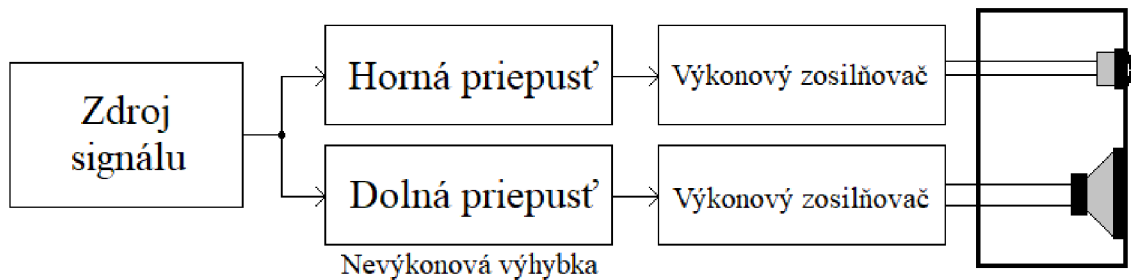 Zdroj
signálu
Horná priepusť
Výkonový zosilňovač
Dolná priepusť
Výkonový zosilňovač
Nevýkonová výhybka